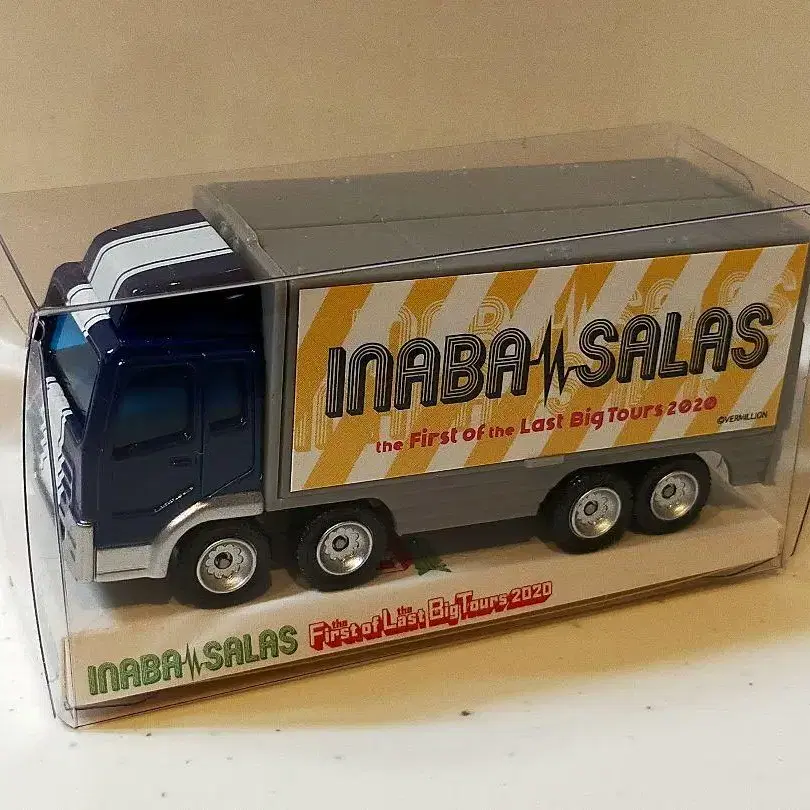 INABA SALAS
the First of the Last Big Tours 2020
©VERMILLION
INABA SALAS the First of the Last Big Tours 2020